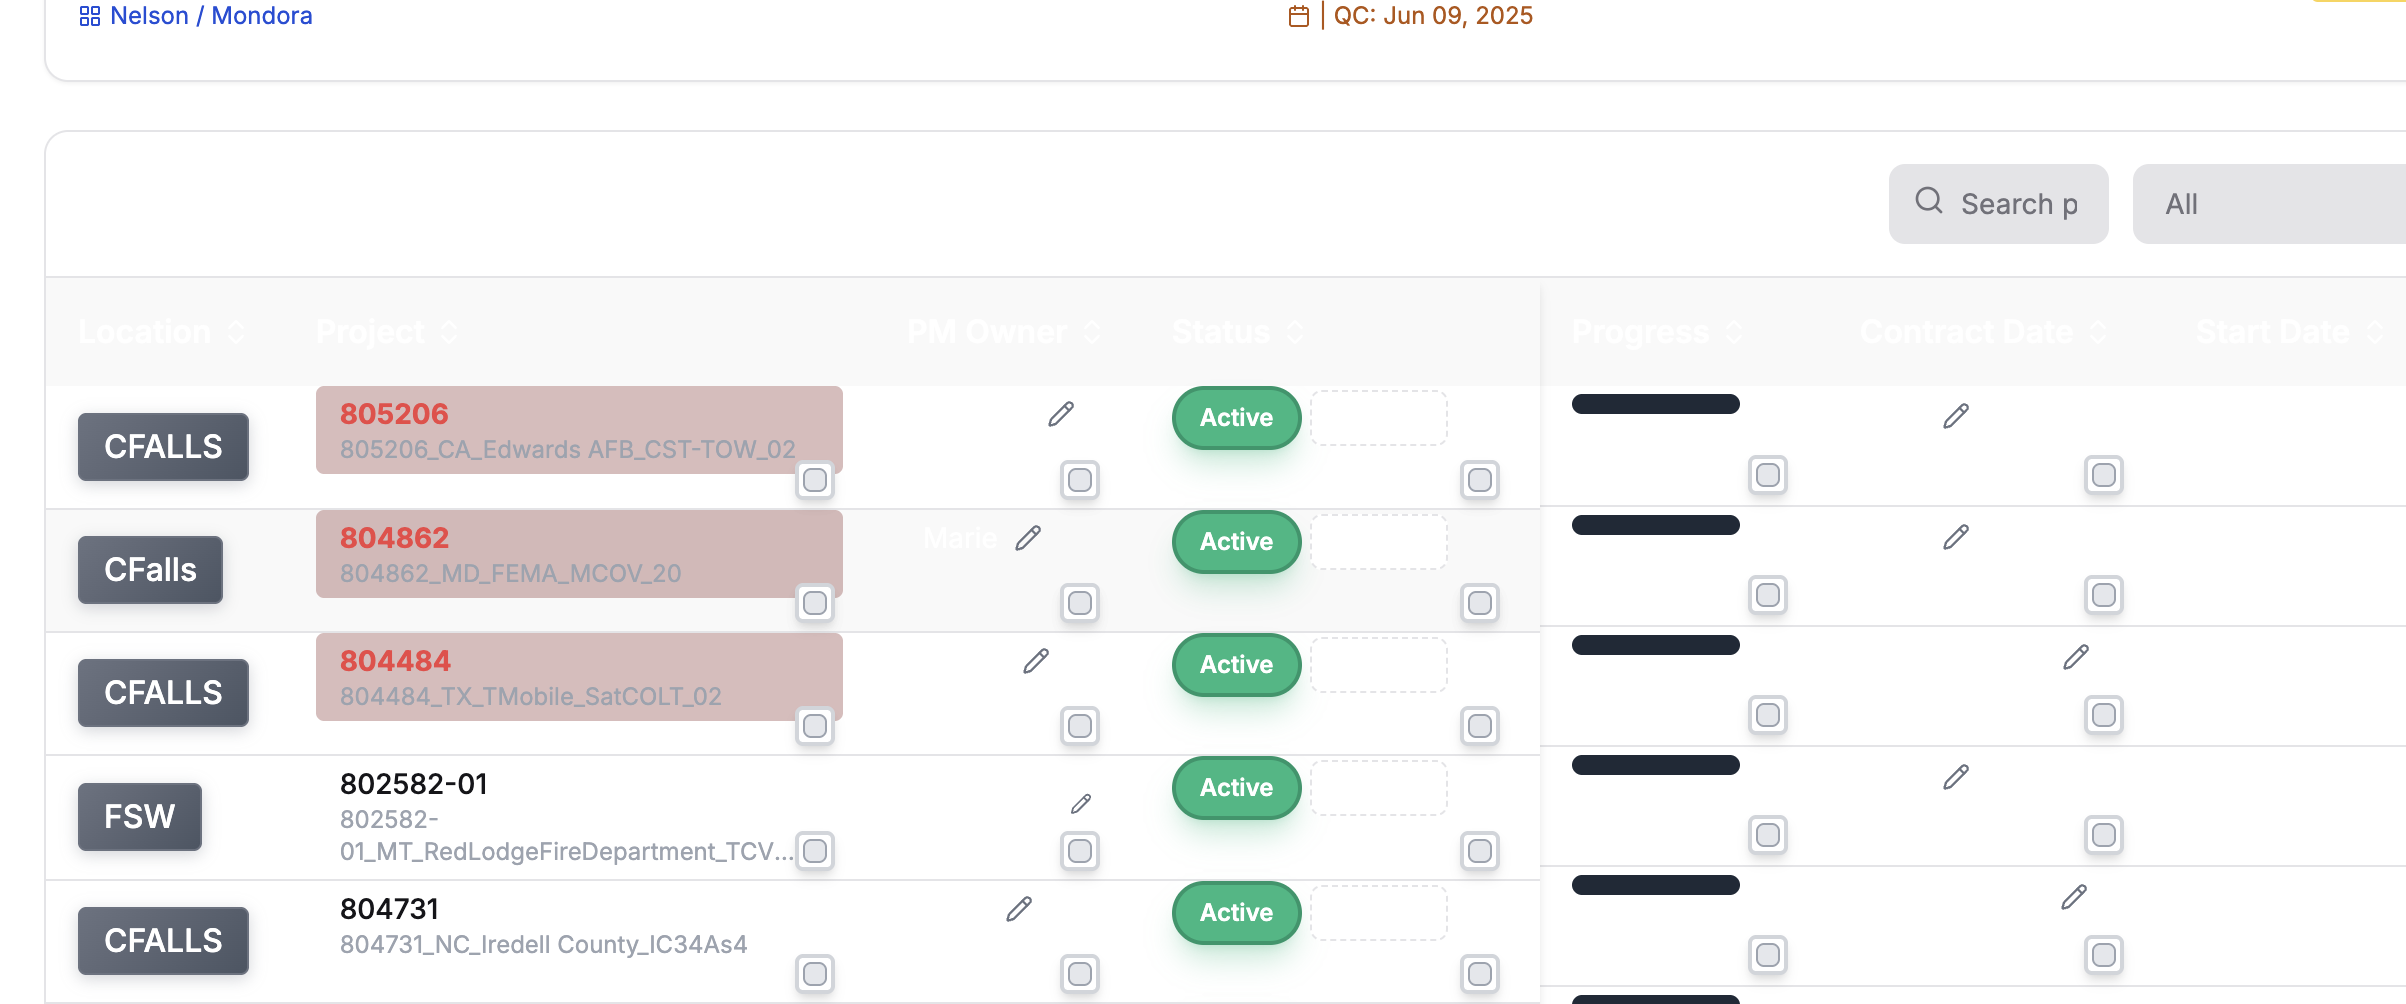 Nelson / Mondora
| QC: Jun 09, 2025
Search p
All
Location
Project
PM Owner
Status
Progress
Contract Date
Start Date
CFALLS
805206
805206_CA_Edwards AFB_CST-TOW_02
Active
CFalls
804862
804862_MD_FEMA_MCOV_20
Marie
Active
CFALLS
804484
804484_TX_TMobile_SatCOLT_02
Active
FSW
802582-01
802582-
01_MT_RedLodgeFireDepartment_TCV...
Active
CFALLS
804731
804731_NC_Iredell County_IC34As4
Active